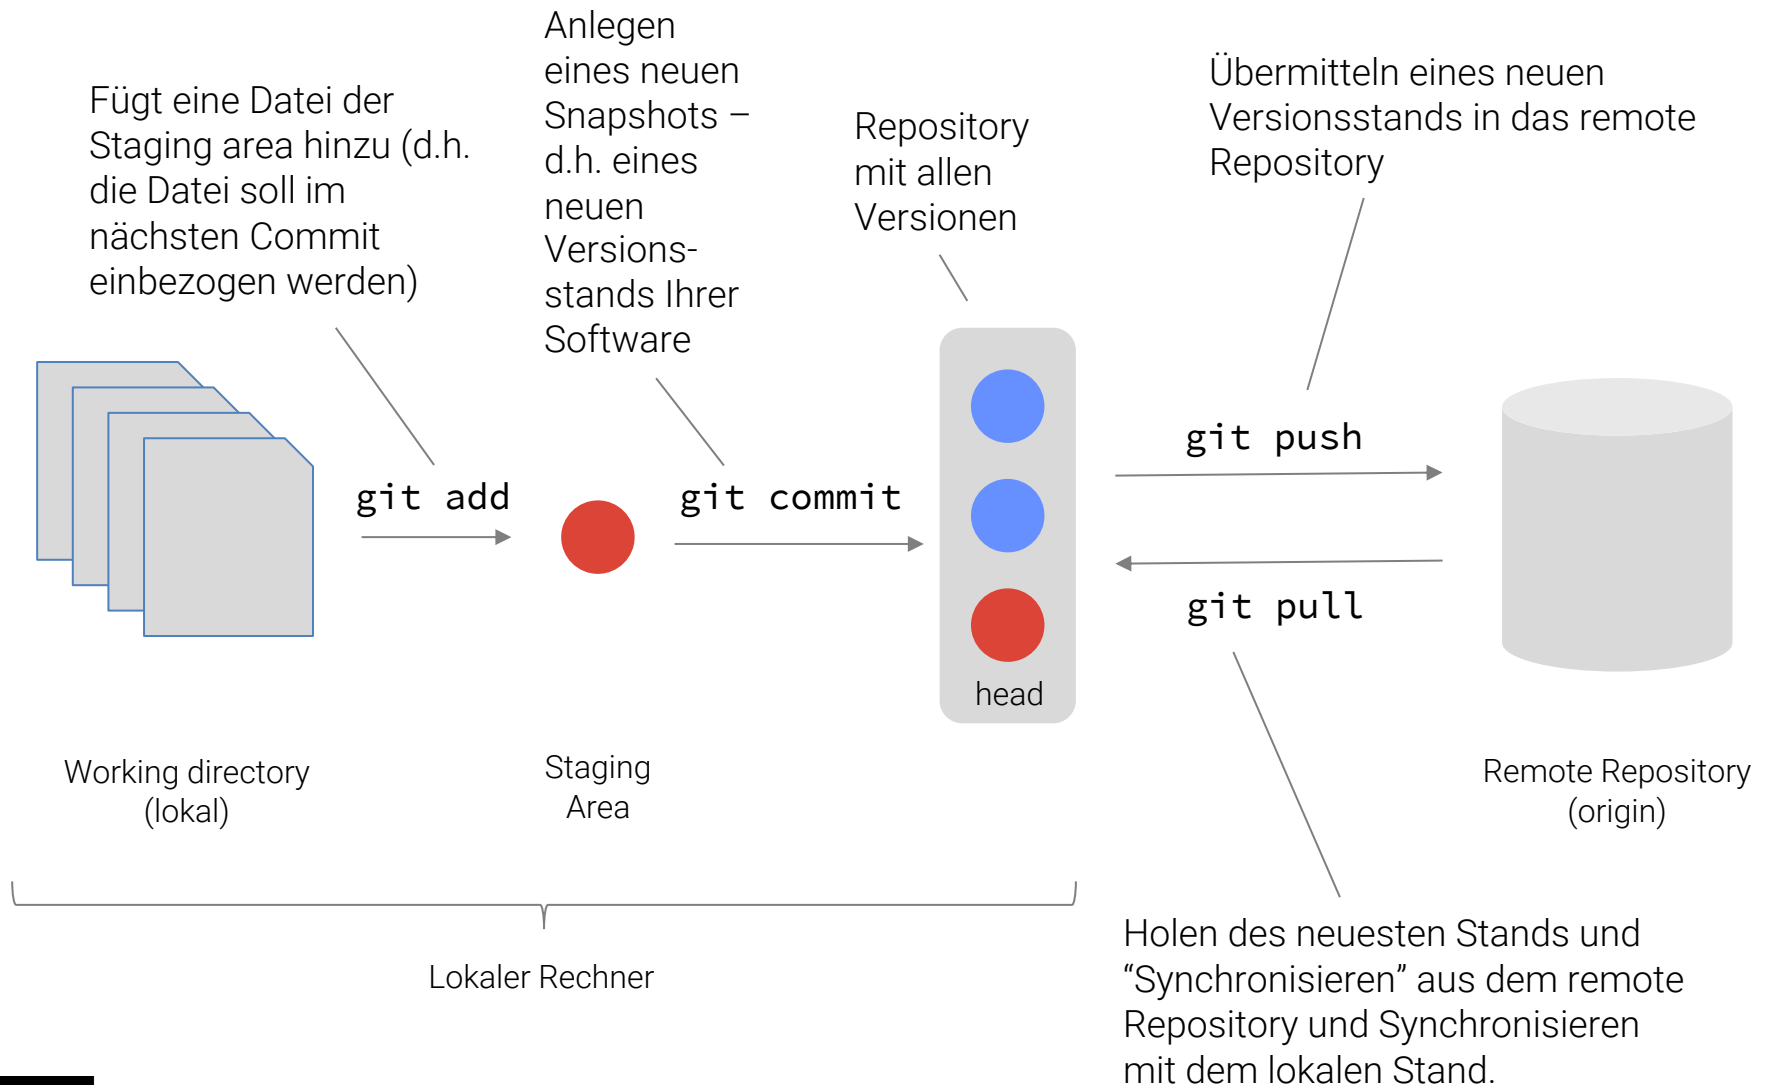 Fügt eine Datei der
Staging area hinzu (d.h.
die Datei soll im
nächsten Commit
einbezogen werden)
Anlegen
eines neuen
Snapshots –
d.h. eines
neuen
Versions-
stands Ihrer
Software
Repository
mit allen
Versionen
Übermitteln eines neuen
Versionsstands in das remote
Repository
git add
git commit
git push
git pull
head
Working directory
(lokal)
Staging
Area
Remote Repository
(origin)
Lokaler Rechner
Holen des neuesten Stands und
“Synchronisieren” aus dem remote
Repository und Synchronisieren
mit dem lokalen Stand.